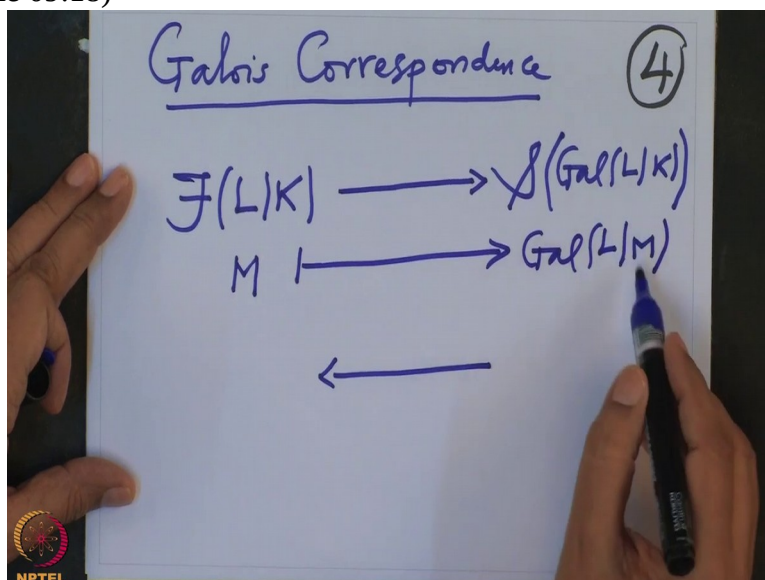 Galois Correspondence 4
F(L|K) → S(Gal(L|K))
M ↦ Gal(L|M)
←
NPTEL